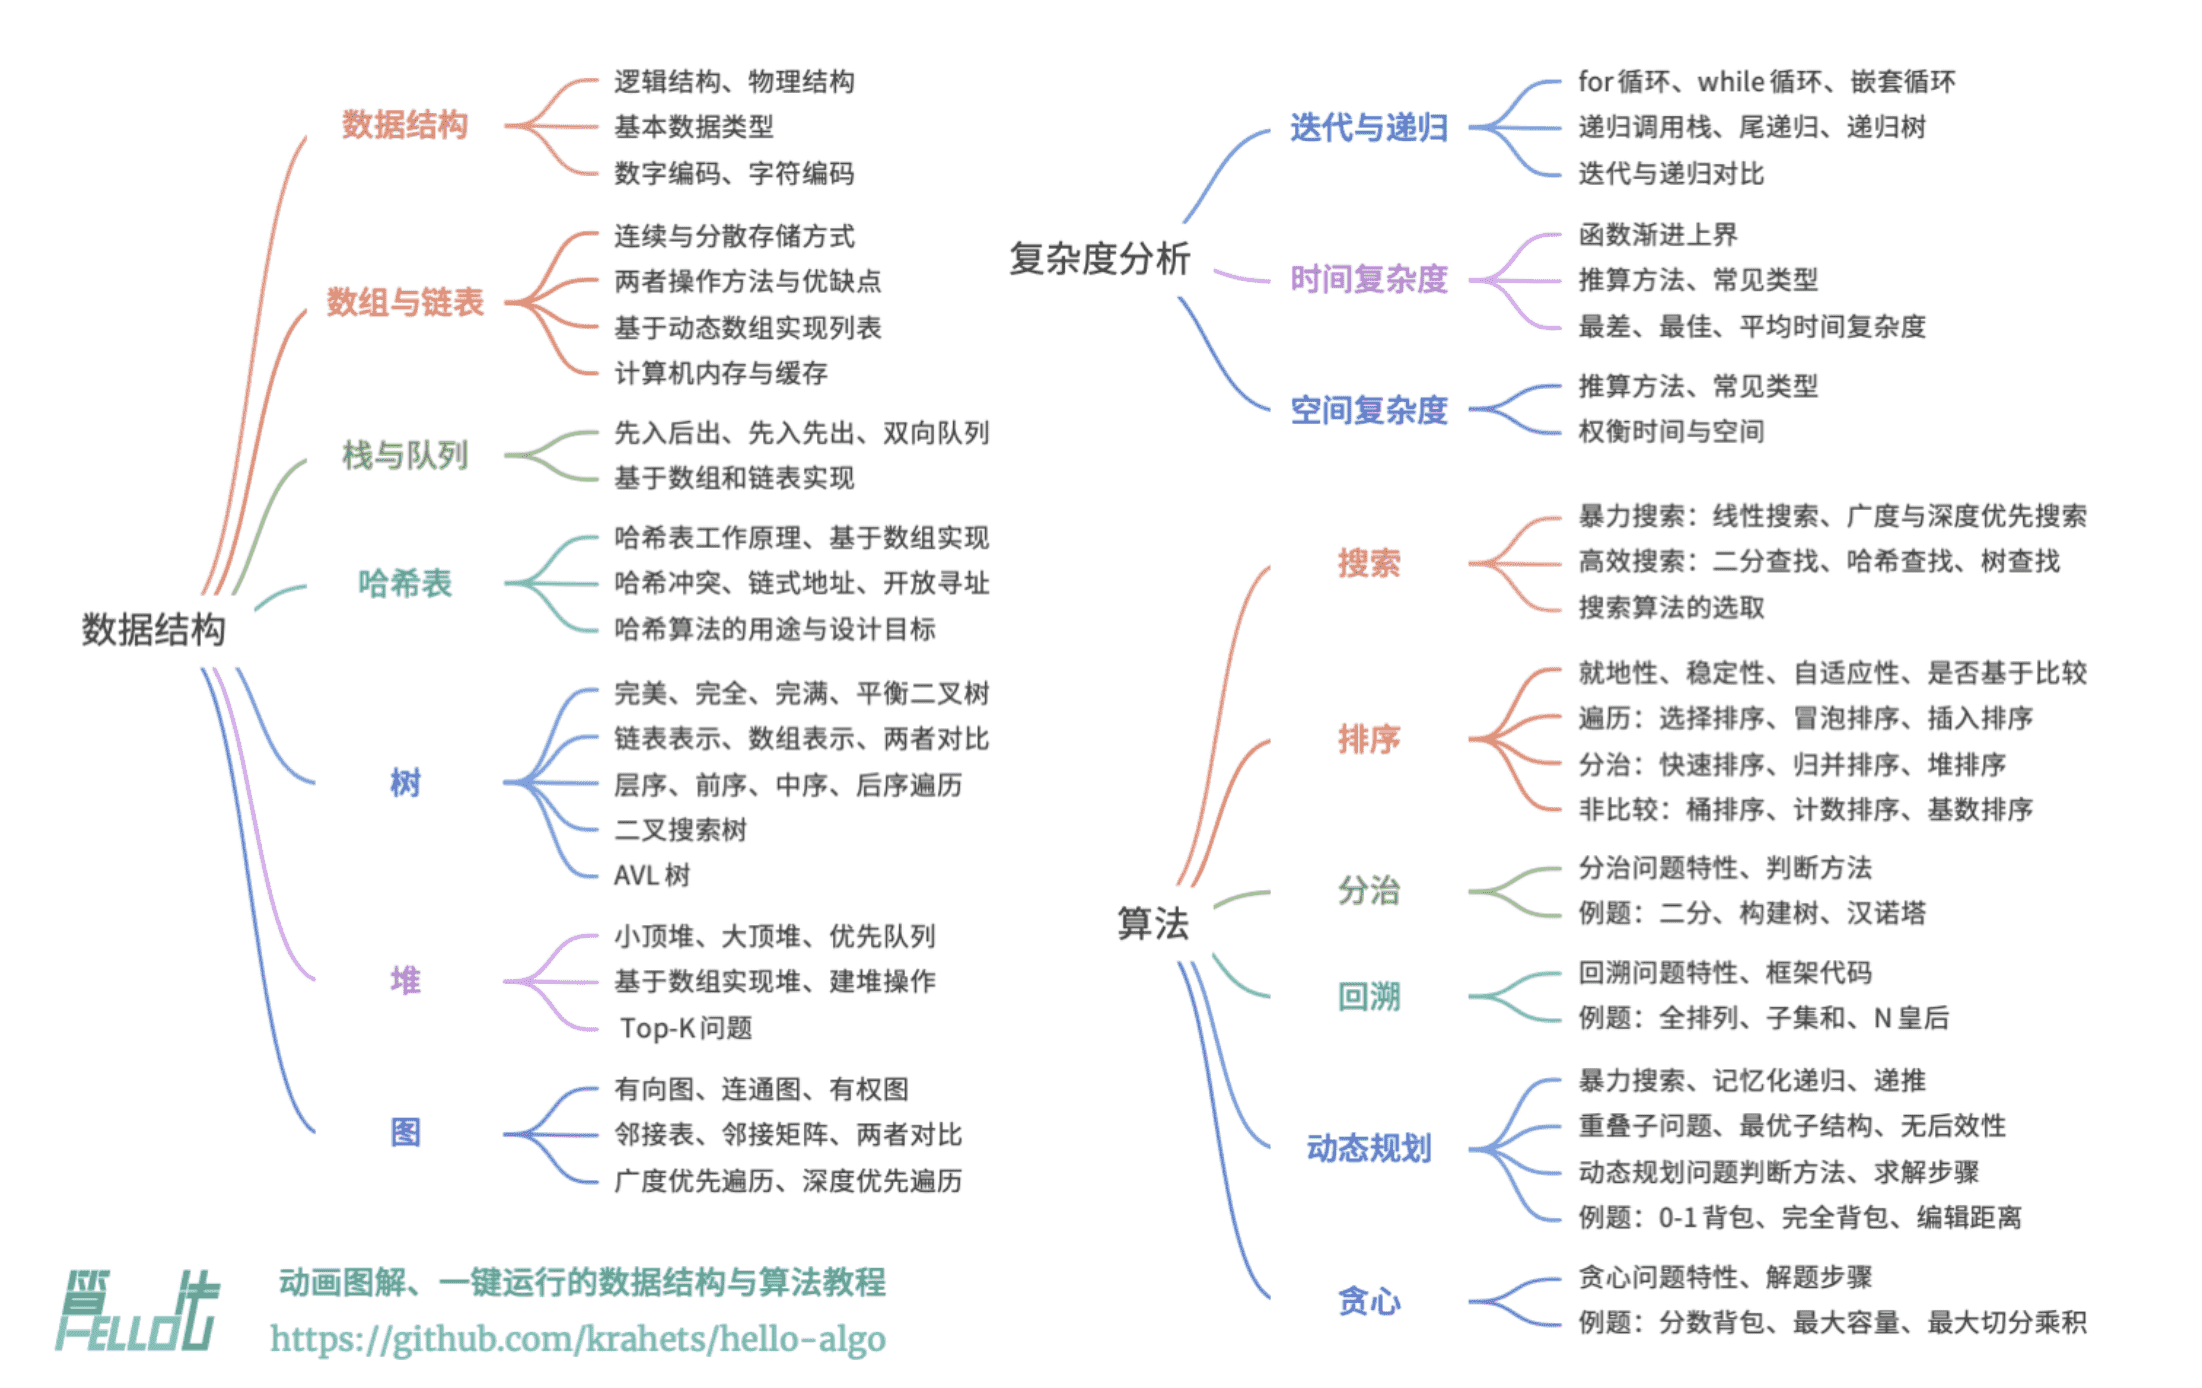 数据结构
数据结构
逻辑结构、物理结构
基本数据类型
数字编码、字符编码
数组与链表
连续与分散存储方式
两者操作方法与优缺点
基于动态数组实现列表
计算机内存与缓存
栈与队列
先入后出、先入先出、双向队列
基于数组和链表实现
哈希表
哈希表工作原理、基于数组实现
哈希冲突、链式地址、开放寻址
哈希算法的用途与设计目标
树
完美、完全、完满、平衡二叉树
链表表示、数组表示、两者对比
层序、前序、中序、后序遍历
二叉搜索树
AVL 树
堆
小顶堆、大顶堆、优先队列
基于数组实现堆、建堆操作
Top-K 问题
图
有向图、连通图、有权图
邻接表、邻接矩阵、两者对比
广度优先遍历、深度优先遍历
复杂度分析
迭代与递归
for 循环、while 循环、嵌套循环
递归调用栈、尾递归、递归树
迭代与递归对比
时间复杂度
函数渐进上界
推算方法、常见类型
最差、最佳、平均时间复杂度
空间复杂度
推算方法、常见类型
权衡时间与空间
算法
搜索
暴力搜索：线性搜索、广度与深度优先搜索
高效搜索：二分查找、哈希查找、树查找
搜索算法的选取
排序
就地性、稳定性、自适应性、是否基于比较
遍历：选择排序、冒泡排序、插入排序
分治：快速排序、归并排序、堆排序
非比较：桶排序、计数排序、基数排序
分治
分治问题特性、判断方法
例题：二分、构建树、汉诺塔
回溯
回溯问题特性、框架代码
例题：全排列、子集和、N 皇后
动态规划
暴力搜索、记忆化递归、递推
重叠子问题、最优子结构、无后效性
动态规划问题判断方法、求解步骤
例题：0-1 背包、完全背包、编辑距离
贪心
贪心问题特性、解题步骤
例题：分数背包、最大容量、最大切分乘积
算法
HELLO
动画图解、一键运行的数据结构与算法教程
https://github.com/krahets/hello-algo